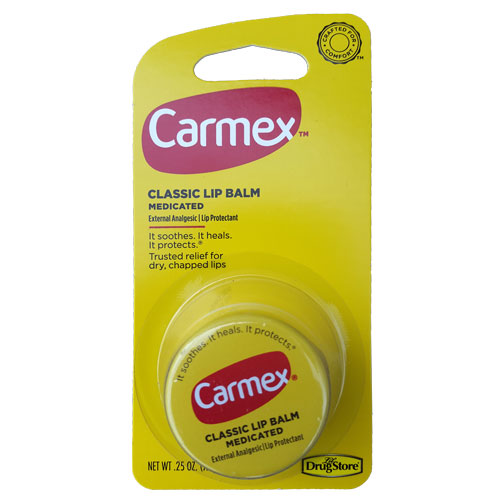 CRAFTED FOR
COMFORT
™
Carmex™
CLASSIC LIP BALM
MEDICATED
External Analgesic | Lip Protectant
It soothes. It heals.
It protects.®
Trusted relief for
dry, chapped lips
It soothes. It heals. It protects.®
Carmex®
CLASSIC LIP BALM
MEDICATED
External Analgesic | Lip Protectant
NET WT .25 OZ.
Lil'
DrugStore®